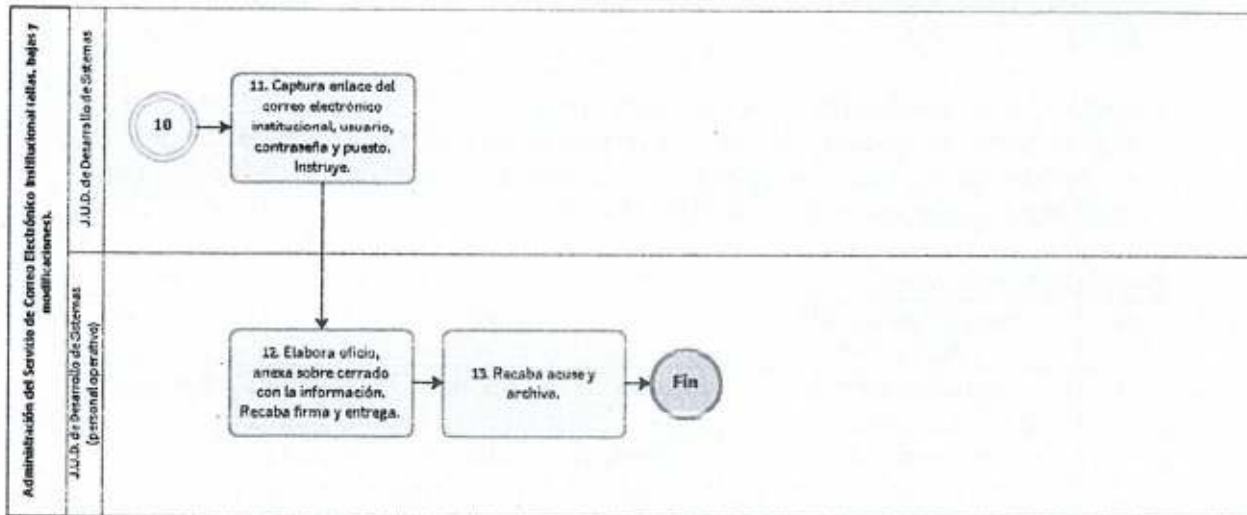 Administración del Servicio de Correo Electrónico Institucional (altas, bajas y
modificaciones).
J.U.D. de Desarrollo de Sistemas
10
11. Captura enlace del
correo electrónico
institucional, usuario,
contraseña y puesto.
Instruye.
J.U.D. de Desarrollo de Sistemas
(personal operativo)
12. Elabora oficio,
anexa sobre cerrado
con la información.
Recaba firma y entrega.
13. Recaba acuse y
archiva.
Fin